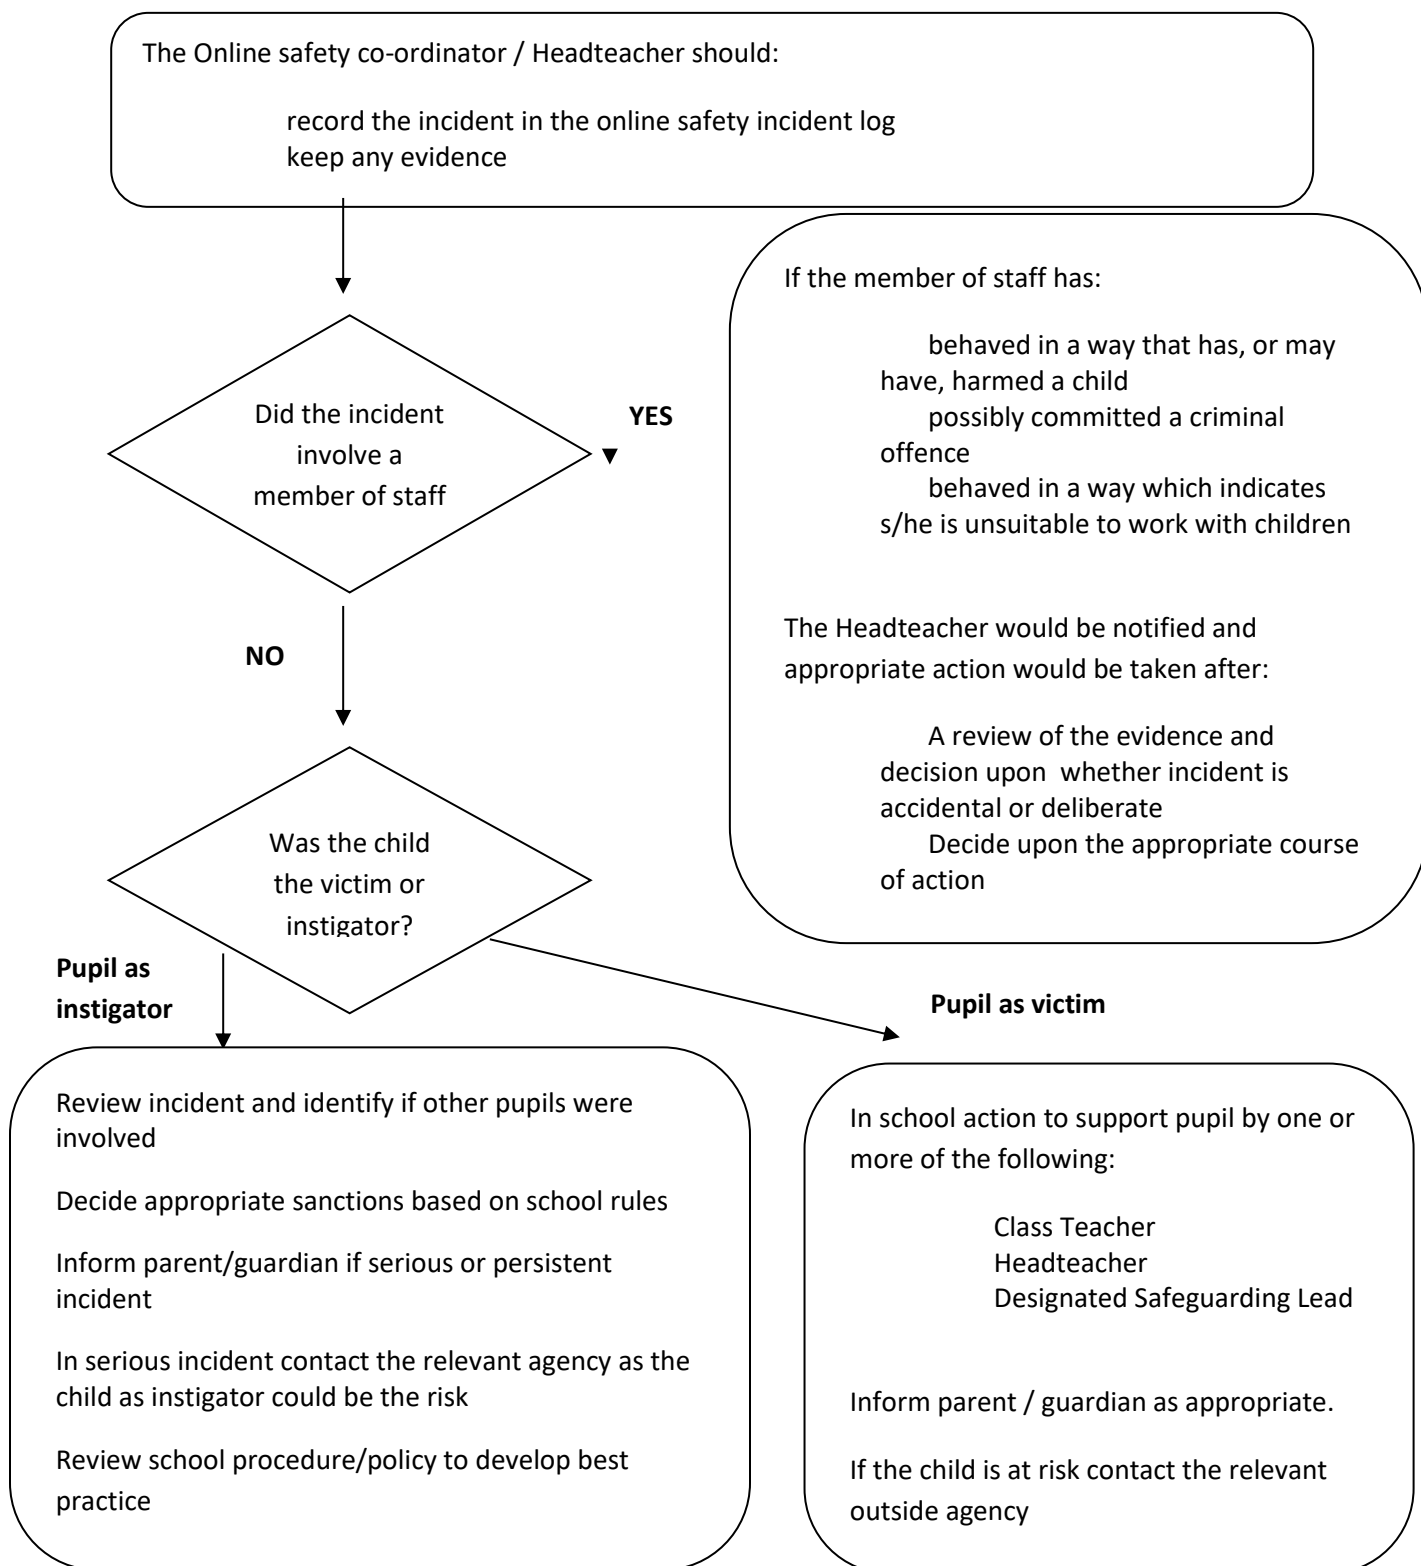 The Online safety co-ordinator / Headteacher should:
record the incident in the online safety incident log
keep any evidence
Did the incident
involve a
member of staff
YES
If the member of staff has:
behaved in a way that has, or may
have, harmed a child
possibly committed a criminal
offence
behaved in a way which indicates
s/he is unsuitable to work with children
The Headteacher would be notified and
appropriate action would be taken after:
A review of the evidence and
decision upon  whether incident is
accidental or deliberate
Decide upon the appropriate course
of action
NO
Was the child
the victim or
instigator?
Pupil as
instigator
Pupil as victim
Review incident and identify if other pupils were
involved
Decide appropriate sanctions based on school rules
Inform parent/guardian if serious or persistent
incident
In serious incident contact the relevant agency as the
child as instigator could be the risk
Review school procedure/policy to develop best
practice
In school action to support pupil by one or
more of the following:
Class Teacher
Headteacher
Designated Safeguarding Lead
Inform parent / guardian as appropriate.
If the child is at risk contact the relevant
outside agency